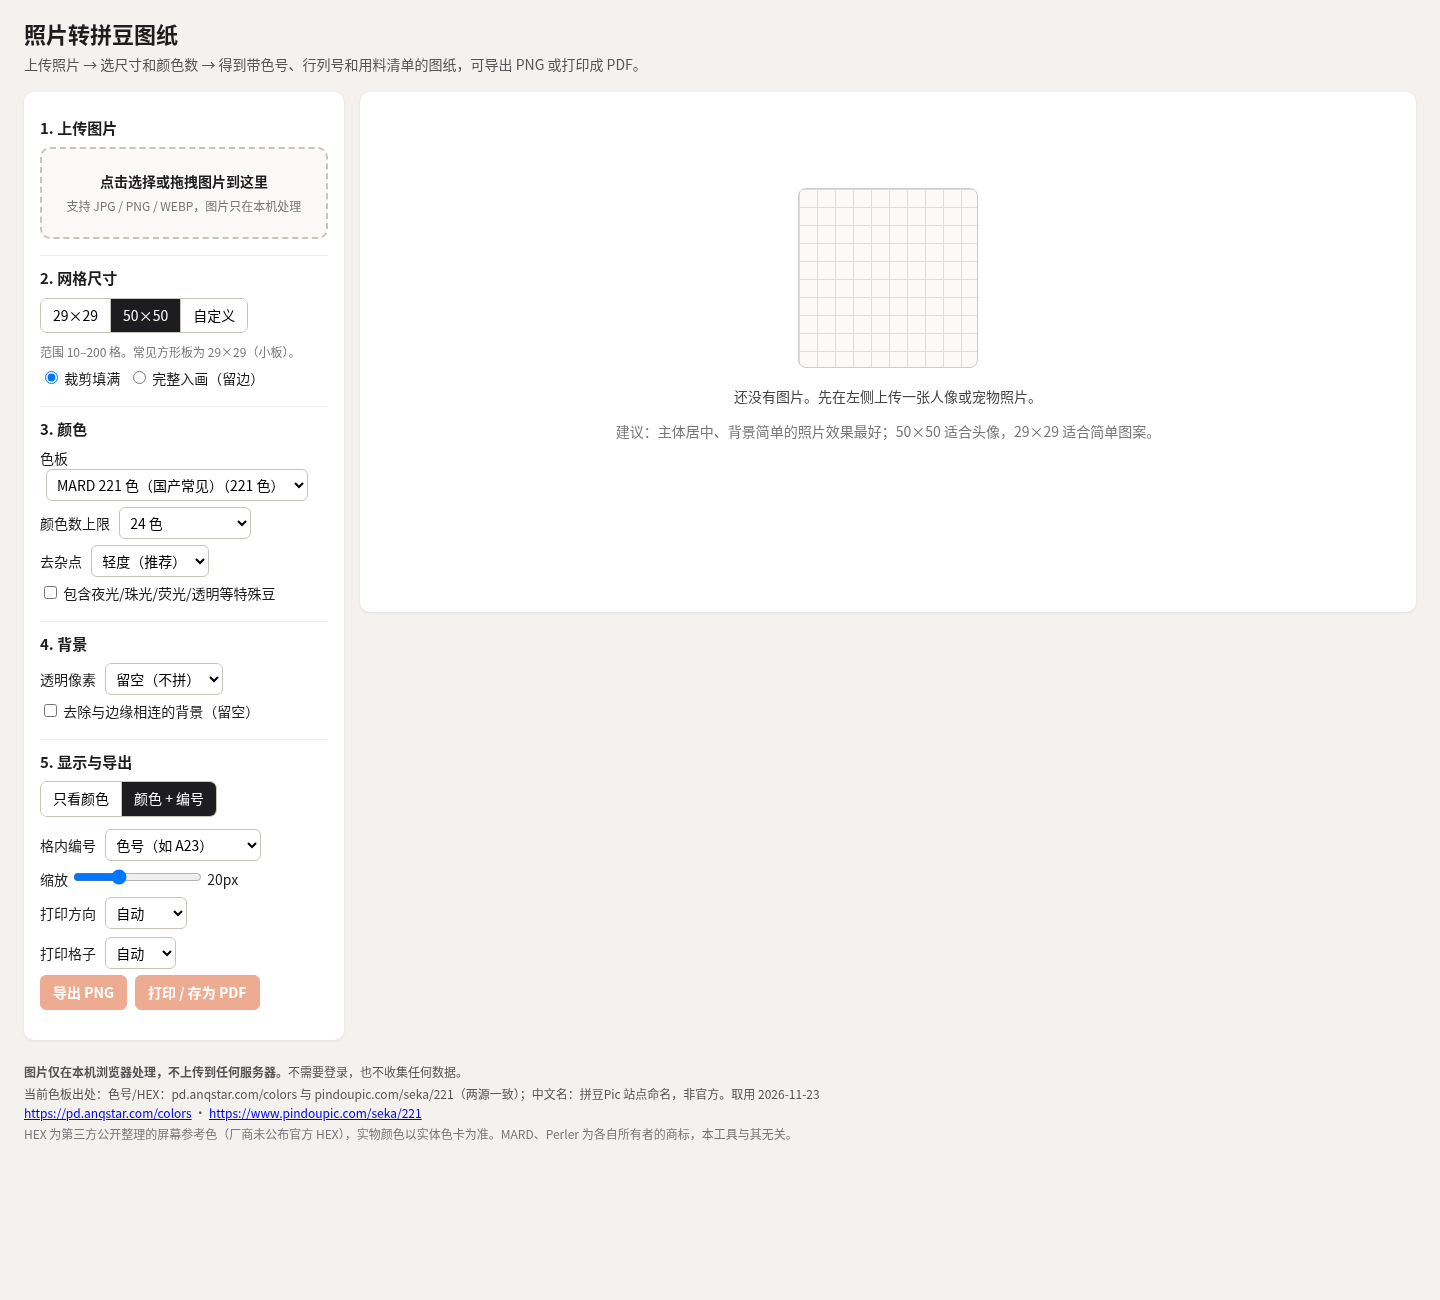 照片转拼豆图纸
上传照片 → 选尺寸和颜色数 → 得到带色号、行列号和用料清单的图纸，可导出 PNG 或打印成 PDF。
1. 上传图片
点击选择或拖拽图片到这里
支持 JPG / PNG / WEBP，图片只在本机处理
2. 网格尺寸
29×29 50×50 自定义
范围 10–200 格。常见方形板为 29×29（小板）。
裁剪填满 完整入画（留边）
3. 颜色
色板
MARD 221 色（国产常见）（221 色）
颜色数上限 24 色
去杂点 轻度（推荐）
包含夜光/珠光/荧光/透明等特殊豆
4. 背景
透明像素 留空（不拼）
去除与边缘相连的背景（留空）
5. 显示与导出
只看颜色 颜色 + 编号
格内编号 色号（如 A23）
缩放 20px
打印方向 自动
打印格子 自动
导出 PNG 打印 / 存为 PDF
还没有图片。先在左侧上传一张人像或宠物照片。
建议：主体居中、背景简单的照片效果最好；50×50 适合头像，29×29 适合简单图案。
图片仅在本机浏览器处理，不上传到任何服务器。不需要登录，也不收集任何数据。
当前色板出处：色号/HEX：pd.anqstar.com/colors 与 pindoupic.com/seka/221（两源一致）；中文名：拼豆Pic 站点命名，非官方。取用 2026-11-23
https://pd.anqstar.com/colors · https://www.pindoupic.com/seka/221
HEX 为第三方公开整理的屏幕参考色（厂商未公布官方 HEX），实物颜色以实体色卡为准。MARD、Perler 为各自所有者的商标，本工具与其无关。